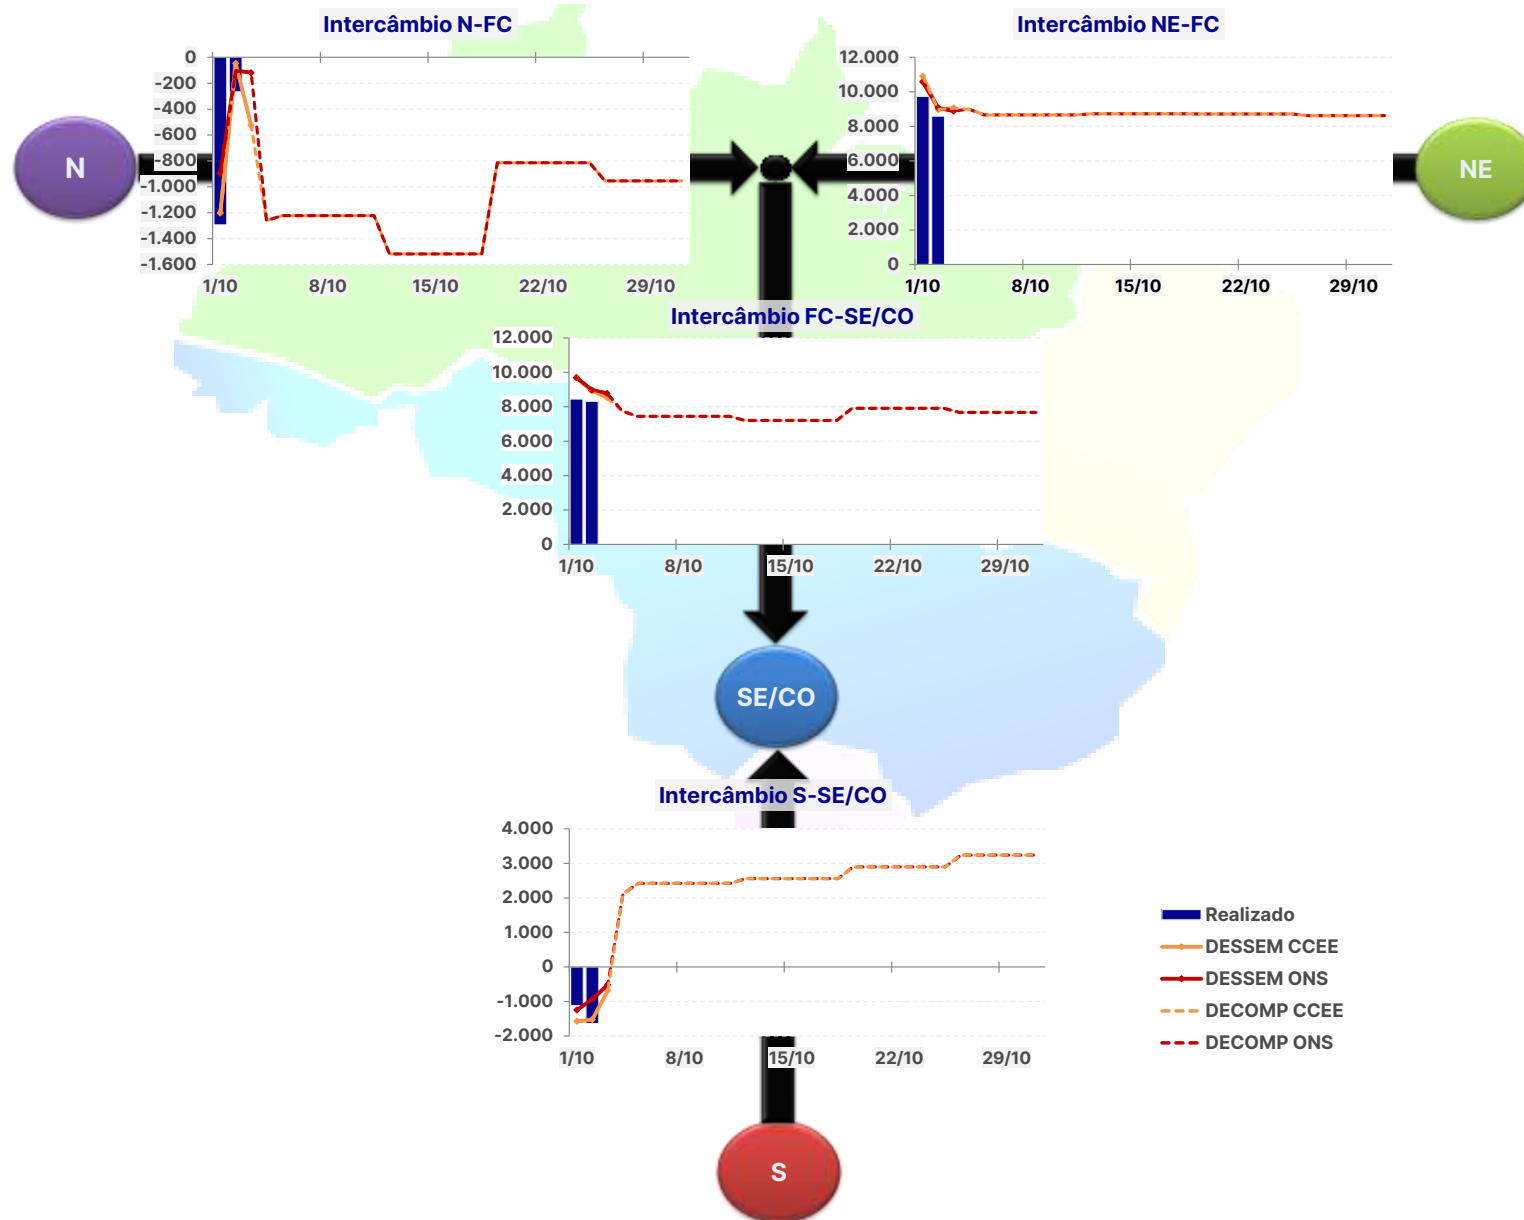 Intercâmbio N-FC
0
-200
-400
-600
-800
-1.000
-1.200
-1.400
-1.600
1/10 8/10 15/10 22/10 29/10
N
Intercâmbio NE-FC
12.000
10.000
8.000
6.000
4.000
2.000
0
1/10 8/10 15/10 22/10 29/10
NE
Intercâmbio FC-SE/CO
12.000
10.000
8.000
6.000
4.000
2.000
0
1/10 8/10 15/10 22/10 29/10
SE/CO
Intercâmbio S-SE/CO
4.000
3.000
2.000
1.000
0
-1.000
-2.000
1/10 8/10 15/10 22/10 29/10
Realizado
DESSEM CCEE
DESSEM ONS
DECOMP CCEE
DECOMP ONS
S